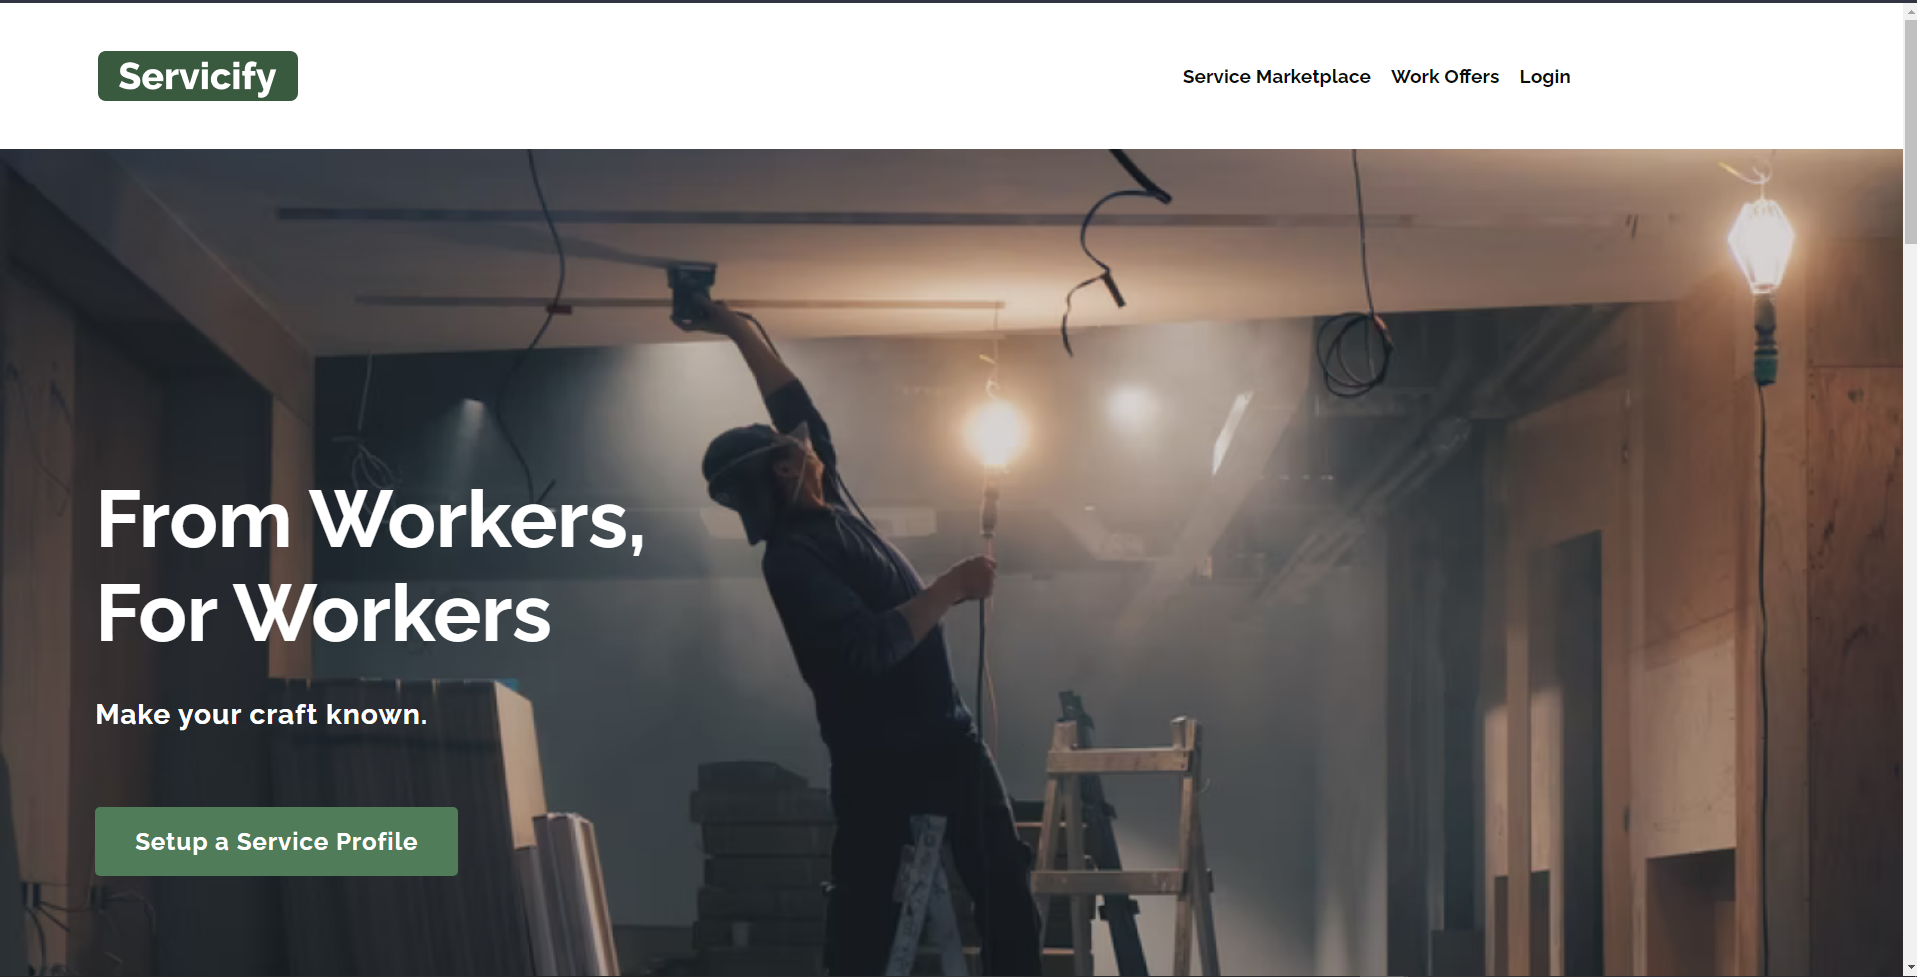 Servicify
Service Marketplace Work Offers Login
From Workers,
For Workers
Make your craft known.
Setup a Service Profile